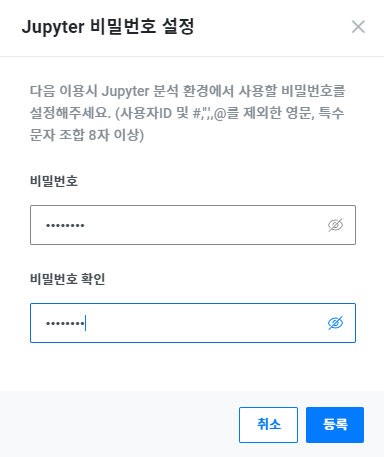 Jupyter 비밀번호 설정
다음 이용시 Jupyter 분석 환경에서 사용할 비밀번호를
설정해주세요. (사용자ID 및 #,",',@를 제외한 영문, 특수
문자 조합 8자 이상)
비밀번호
••••••••
비밀번호 확인
••••••••
취소
등록